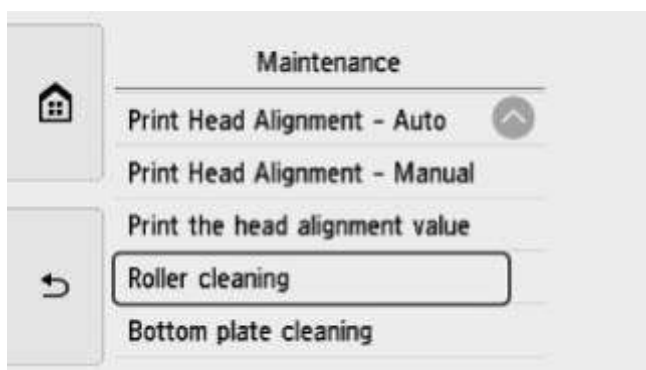 Maintenance
Print Head Alignment - Auto
Print Head Alignment - Manual
Print the head alignment value
Roller cleaning
Bottom plate cleaning